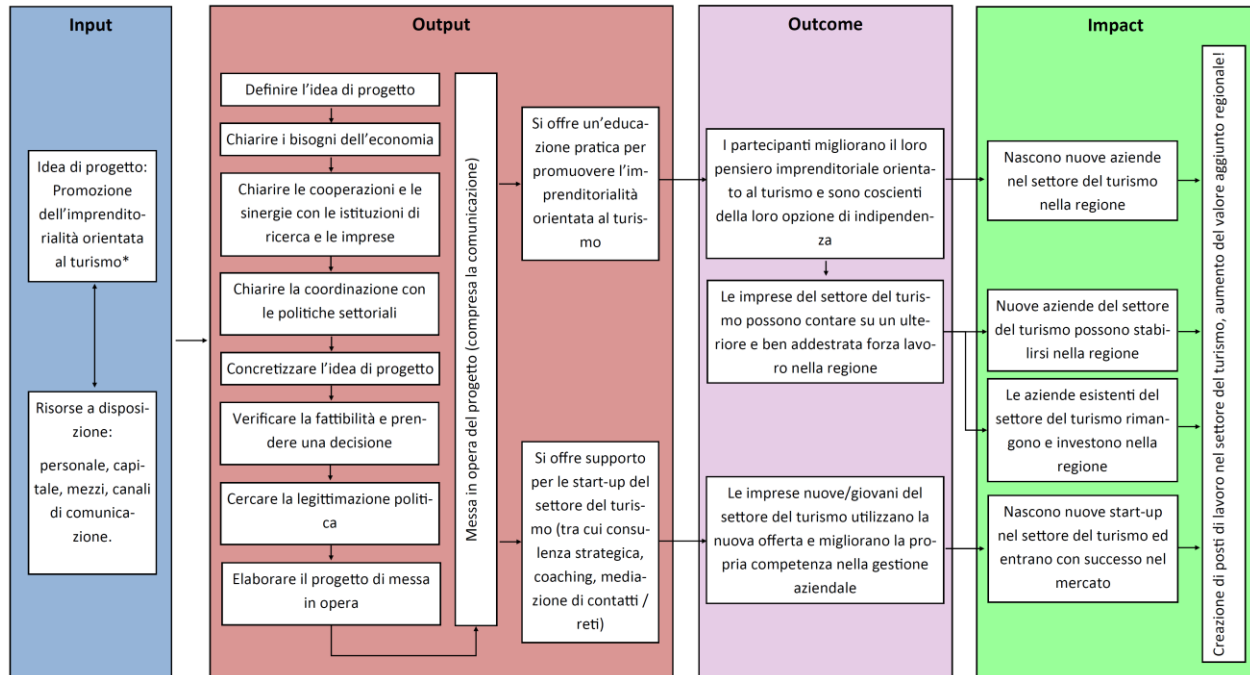 Input
Idea di progetto:
Promozione
dell'imprendito-
rialità orientata
al turismo*
Risorse a disposi-
zione:
personale, capi-
tale, mezzi, canali
di comunica-
zione.
Output
Definire l'idea di progetto
Chiarire i bisogni dell'economia
Chiarire le cooperazioni e le
sinergie con le istituzioni di
ricerca e le imprese
Chiarire la coordinazione con
le politiche settoriali
Concretizzare l'idea di progetto
Verificare la fattibilità e pren-
dere una decisione
Cercare la legittimazione politi-
ca
Elaborare il progetto di messa
in opera
Messa in opera del progetto (compresa la comunicazione)
Si offre un'educa-
zione pratica per
promuovere l'im-
prenditorialità
orientata al turis-
mo
Si offre supporto
per le start-up del
settore del turis-
mo (tra cui consu-
lenza strategica,
coaching, media-
zione di contatti /
reti)
Outcome
I partecipanti migliorano il loro
pensiero imprenditoriale orien-
tato al turismo e sono coscienti
della loro opzione di indipenden-
za
Le imprese del settore del turis-
mo possono contare su un ulte-
riore e ben addestrata forza lavo-
ro nella regione
Le imprese nuove/giovani del
settore del turismo utilizzano la
nuova offerta e migliorano la pro-
pria competenza nella gestione
aziendale
Impact
Nascono nuove aziende
nel settore del turismo
nella regione
Nuove aziende del settore
del turismo possono stabi-
lirsi nella regione
Le aziende esistenti del
settore del turismo riman-
gono e investono nella
regione
Nascono nuove start-up
nel settore del turismo ed
entrano con successo nel
mercato
Creazione di posti di lavoro nel settore del turismo, aumento del valore aggiunto regionale!